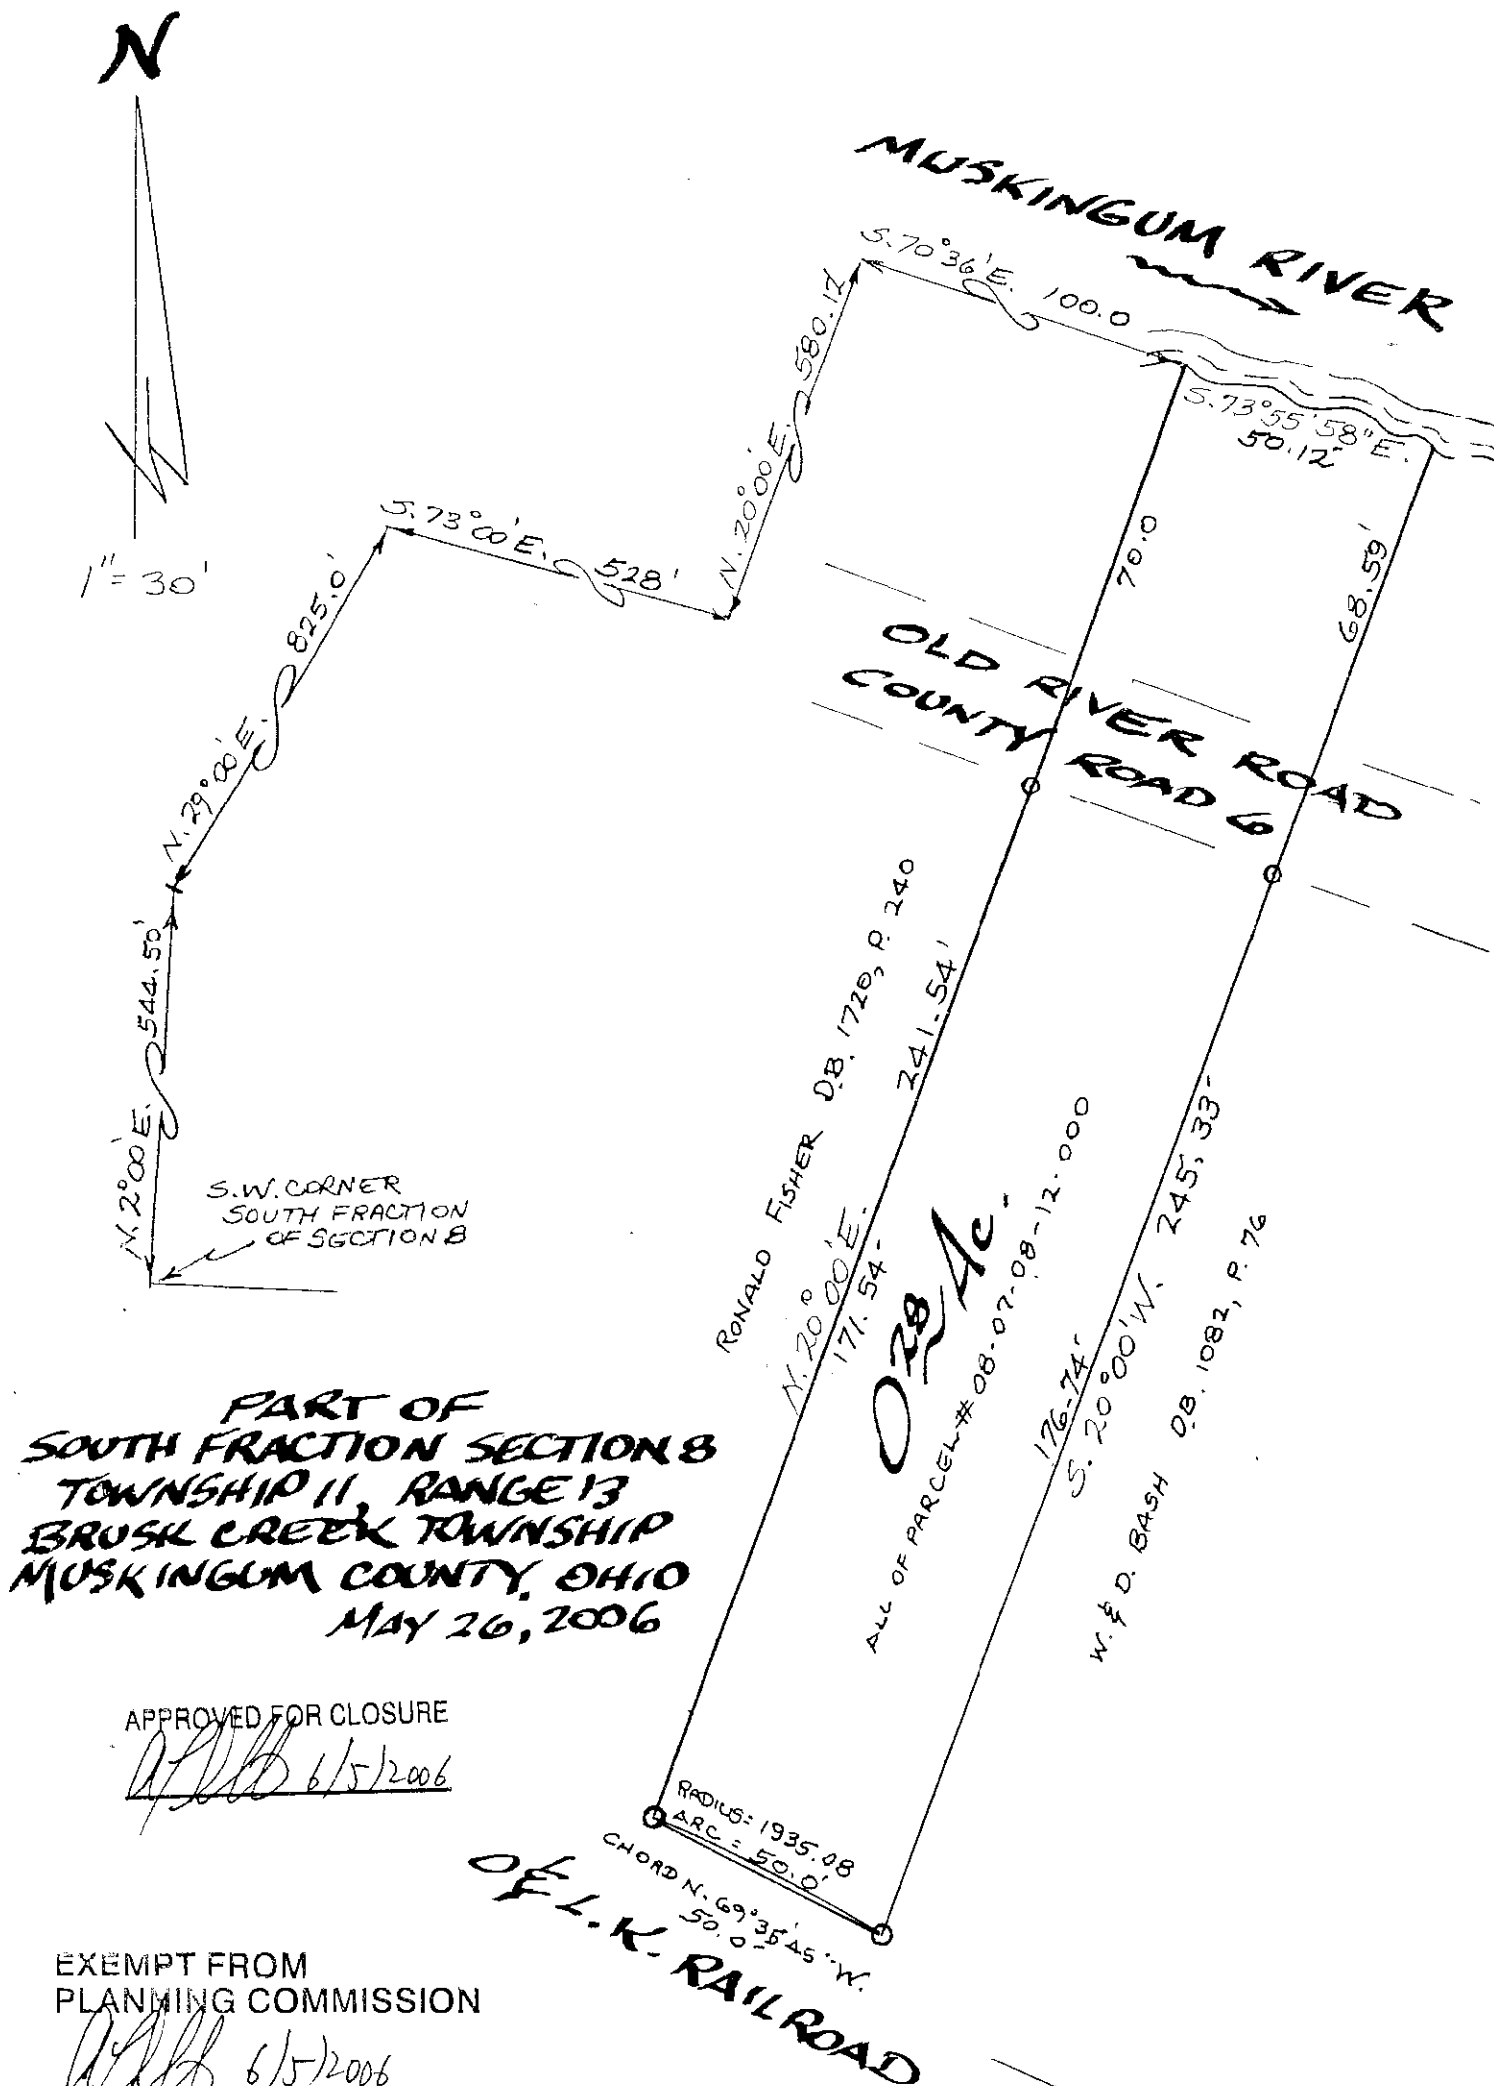 N
1" = 30'
MUSKINGUM RIVER
S. 70°36' E. 100.0
N. 20°00' E. 580.12
S. 73°55'58" E.
50.12'
S. 73°00' E. 528'
N. 29°00' E. 825.0'
N. 2°00' E. 544.50'
70.0
68.59'
OLD RIVER ROAD
COUNTY ROAD 6
S.W. CORNER
SOUTH FRACTION
OF SECTION 8
RONALD FISHER D.B. 1720, P. 240
241.54'
N. 20°00' E.
171.54'
0.28 Ac.
ALL OF PARCEL # 08-07-08-12-000
245.33'
176.74'
S. 20°00' W.
W. & D. BASH D.B. 1082, P. 76
PART OF
SOUTH FRACTION SECTION 8
TOWNSHIP 11, RANGE 13
BRUSK CREEK TOWNSHIP
MUSKINGUM COUNTY, OHIO
MAY 26, 2006
APPROVED FOR CLOSURE
6/5/2006
RADIUS= 1935.08
ARC = 50.0'
CHORD N. 69°35'45" W.
50.0'
O & L.K. RAILROAD
EXEMPT FROM
PLANNING COMMISSION
6/5/2006